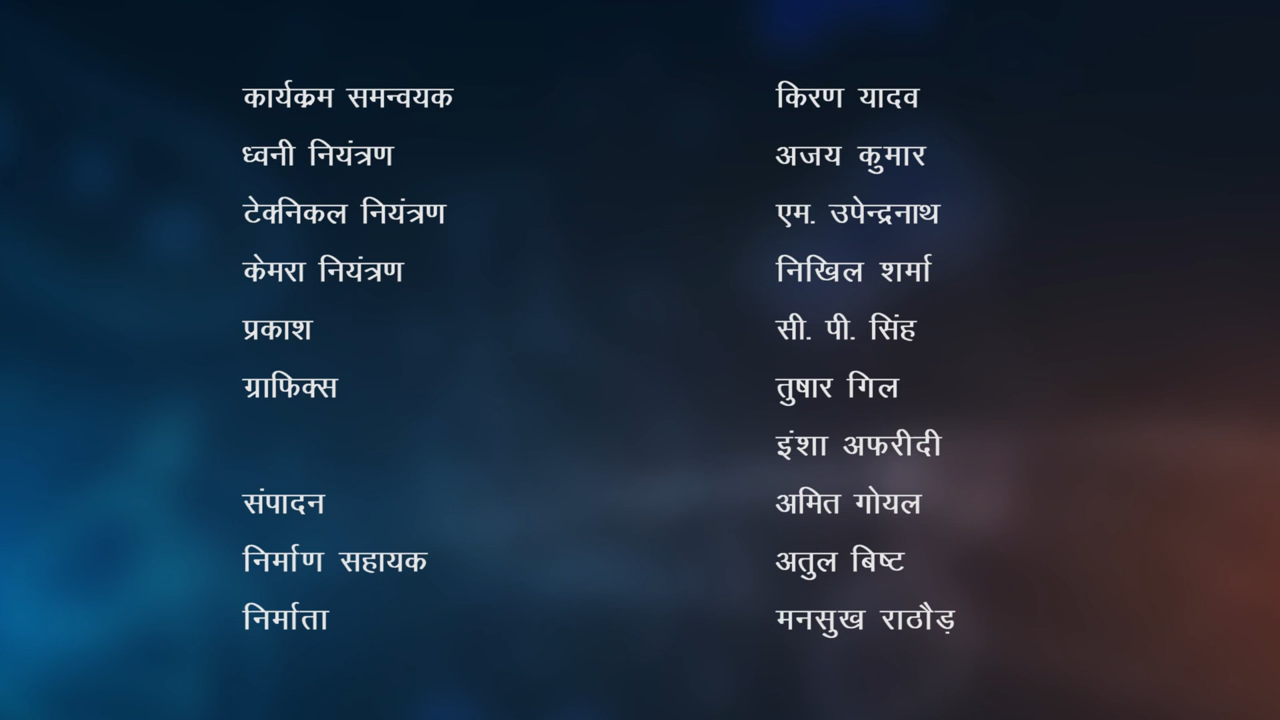 कार्यक्रम समन्वयक किरण यादव
ध्वनी नियंत्रण अजय कुमार
टेक्निकल नियंत्रण एम. उपेन्द्रनाथ
केमरा नियंत्रण निखिल शर्मा
प्रकाश सी. पी. सिंह
ग्राफिक्स तुषार गिल
इंशा अफरीदी
संपादन अमित गोयल
निर्माण सहायक अतुल बिष्ट
निर्माता मनसुख राठौड़